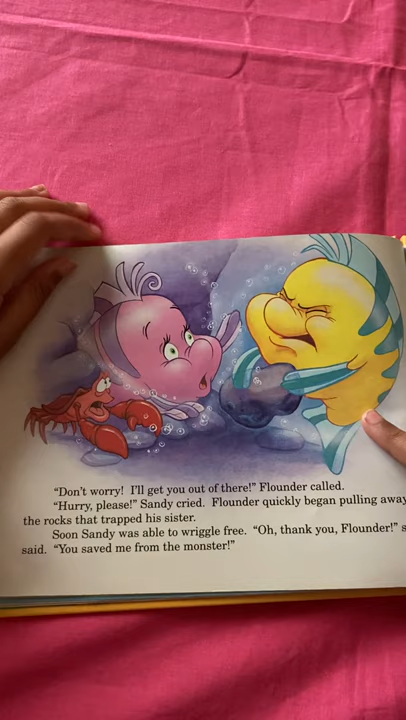 “Don't worry!  I'll get you out of there!” Flounder called.
“Hurry, please!” Sandy cried.  Flounder quickly began pulling away
the rocks that trapped his sister.
Soon Sandy was able to wriggle free.  “Oh, thank you, Flounder!”
said.  “You saved me from the monster!”